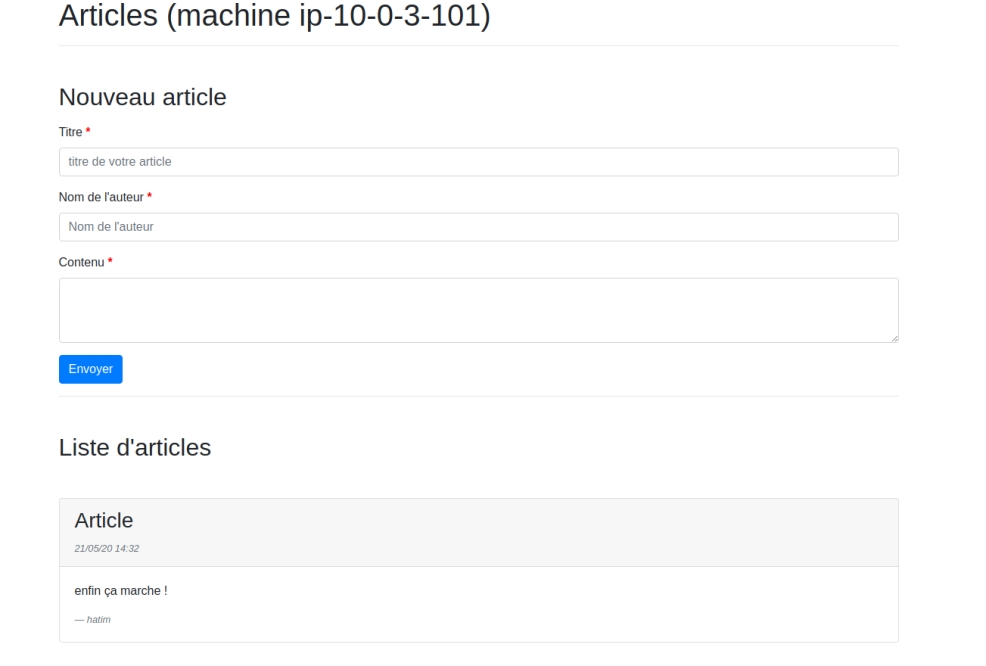 Articles (machine ip-10-0-3-101)
Nouveau article
Titre *
titre de votre article
Nom de l'auteur *
Nom de l'auteur
Contenu *
Envoyer
Liste d'articles
Article
21/05/20 14:32
enfin ça marche !
— hatim